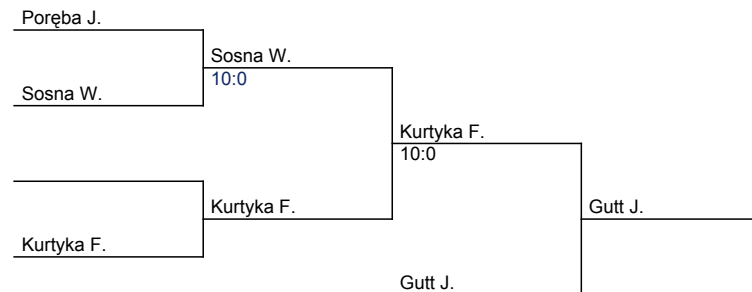 Poręba J.
Sosna W.
10:0
Sosna W.
Kurtyka F.
10:0
Kurtyka F.
Gutt J.
Kurtyka F.
Gutt J.